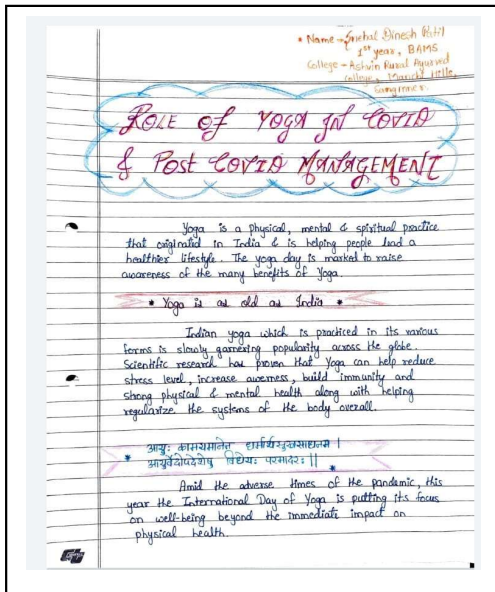 * Name - Snehal Dinesh Patil
1st year, BAMS
College - Ashvin Rural Ayurved
College, Manchi Hille,
Sangamner.
ROLE OF YOGA IN COVID
& POST COVID MANAGEMENT
Yoga is a physical, mental & spiritual practice
that originated in India & is helping people lead a
healthier lifestyle. The yoga day is marked to raise
awareness of the many benefits of Yoga.
* Yoga is as old as India *
Indian yoga which is practiced in its various
forms is slowly garnering popularity across the globe.
Scientific research has proven that Yoga can help reduce
stress level, increase awerness, build immunity and
strong physical & mental health along with helping
regularize the systems of the body overall.
* आयुः कामयमानेन धर्मार्थसुखसाधनम् |
आयुर्वेदोपदेशेषु विधेयः परमादरः || *
Amid the adverse times of the pandemic, this
year the International Day of Yoga is putting its focus
on well-being beyond the immediate impact on
physical health.